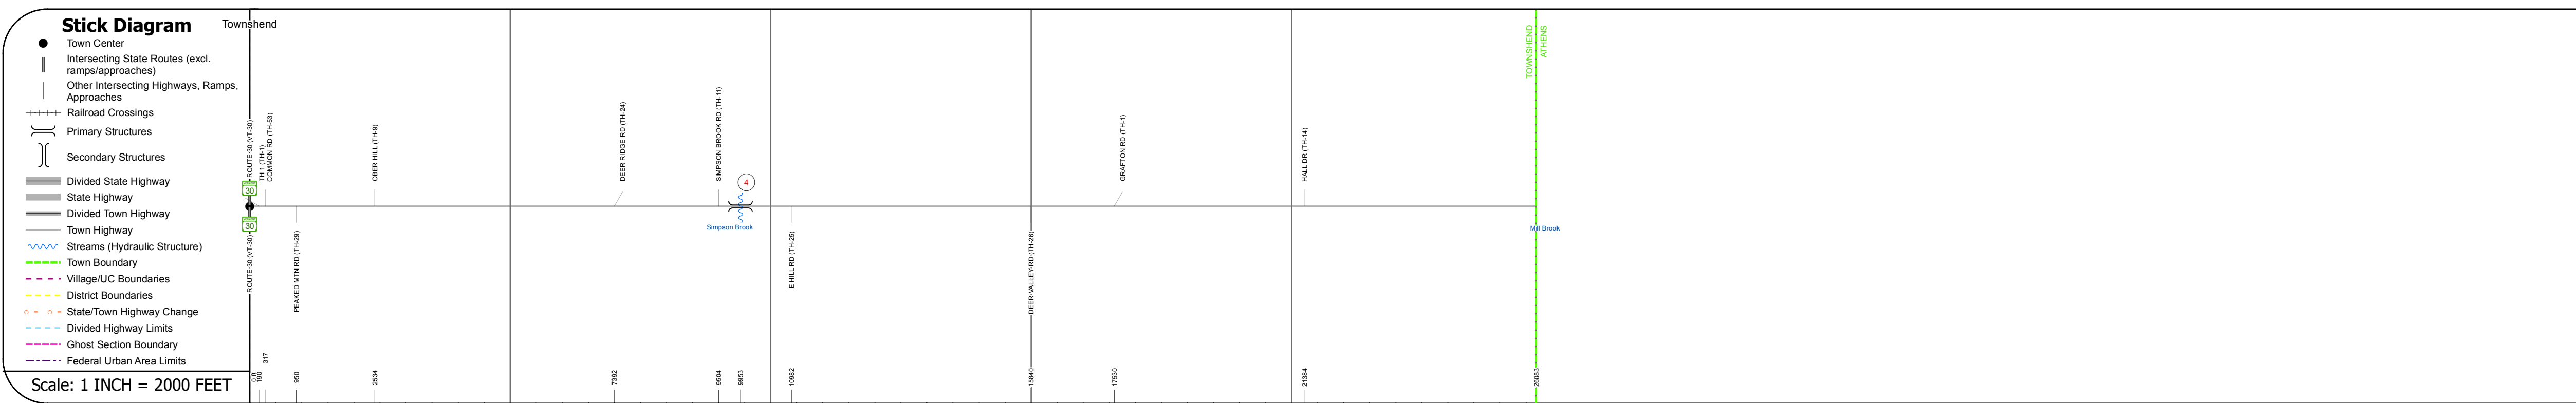 Stick Diagram
Town Center
Intersecting State Routes (excl.
ramps/approaches)
Other Intersecting Highways, Ramps,
Approaches
Railroad Crossings
Primary Structures
Secondary Structures
Divided State Highway
State Highway
Divided Town Highway
Town Highway
Streams (Hydraulic Structure)
Town Boundary
Village/UC Boundaries
District Boundaries
State/Town Highway Change
Divided Highway Limits
Ghost Section Boundary
Federal Urban Area Limits
Scale: 1 INCH = 2000 FEET
Townshend
ROUTE-30 (VT-30)
TH 1 (TH-1)
COMMON RD (TH-53)
OBER HILL (TH-9)
DEER RIDGE RD (TH-24)
SIMPSON BROOK RD (TH-11)
4
GRAFTON RD (TH-1)
HALL DR (TH-14)
TOWNSHEND
ATHENS
30
30
Simpson Brook
Mill Brook
ROUTE-30 (VT-30)
PEAKED MTN RD (TH-29)
E HILL RD (TH-25)
DEER-VALLEY-RD (TH-26)
0 ft
190
317
950
2534
7392
9504
9953
10982
15840
17530
21384
26083